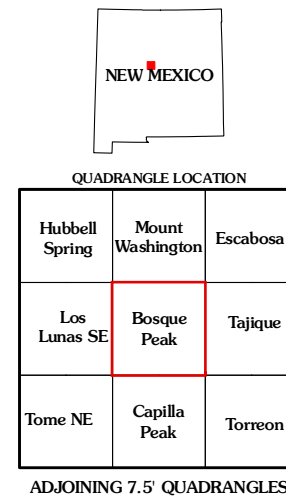 NEW MEXICO
QUADRANGLE LOCATION
Hubbell
Spring
Mount
Washington
Escabosa
Los
Lunas SE
Bosque
Peak
Tajique
Tome NE
Capilla
Peak
Torreon
ADJOINING 7.5' QUADRANGLES